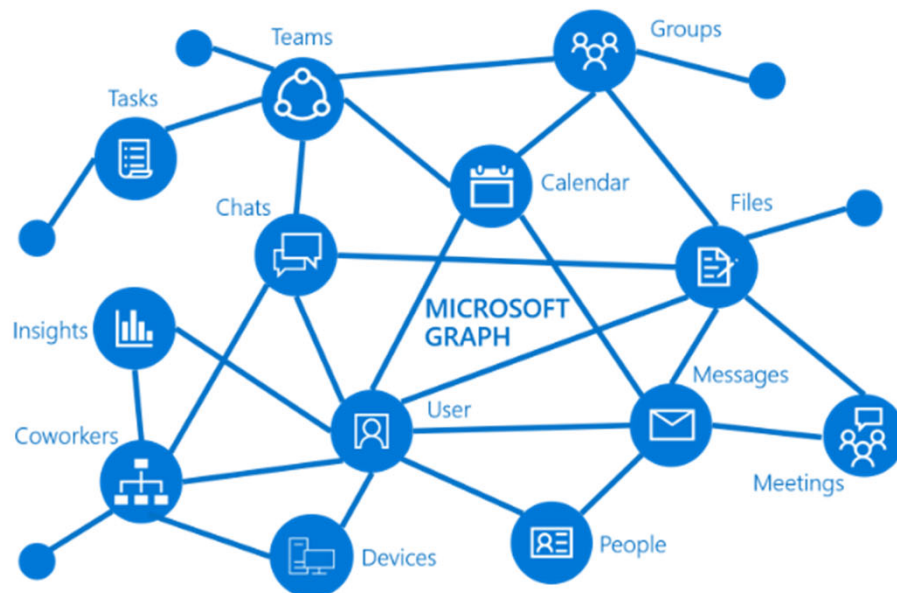 Teams
Groups
Tasks
Calendar
Chats
Files
MICROSOFT
GRAPH
Insights
Messages
User
Coworkers
Meetings
Devices
People